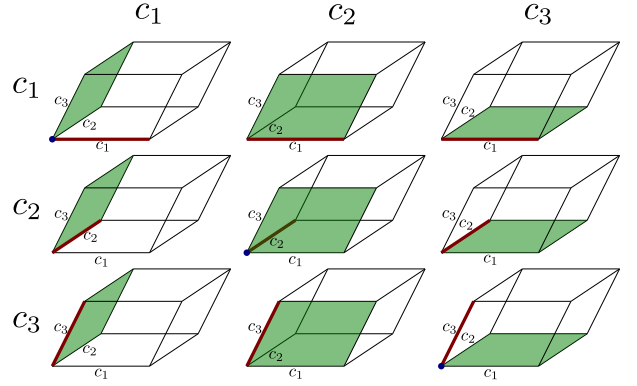 c₁ c₂ c₃
c₁ c₃ c₂ c₁ c₃ c₂ c₁ c₃ c₂ c₁
c₂ c₃ c₂ c₁ c₃ c₂ c₁ c₃ c₂ c₁
c₃ c₃ c₂ c₁ c₃ c₂ c₁ c₃ c₂ c₁